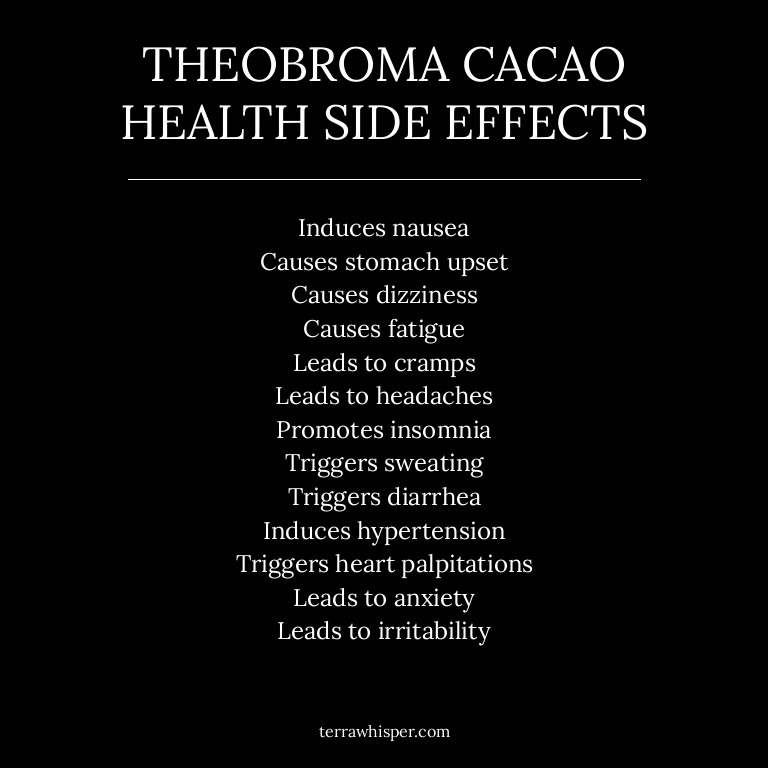 THEOBROMA CACAO
HEALTH SIDE EFFECTS
Induces nausea
Causes stomach upset
Causes dizziness
Causes fatigue
Leads to cramps
Leads to headaches
Promotes insomnia
Triggers sweating
Triggers diarrhea
Induces hypertension
Triggers heart palpitations
Leads to anxiety
Leads to irritability
terrawhisper.com